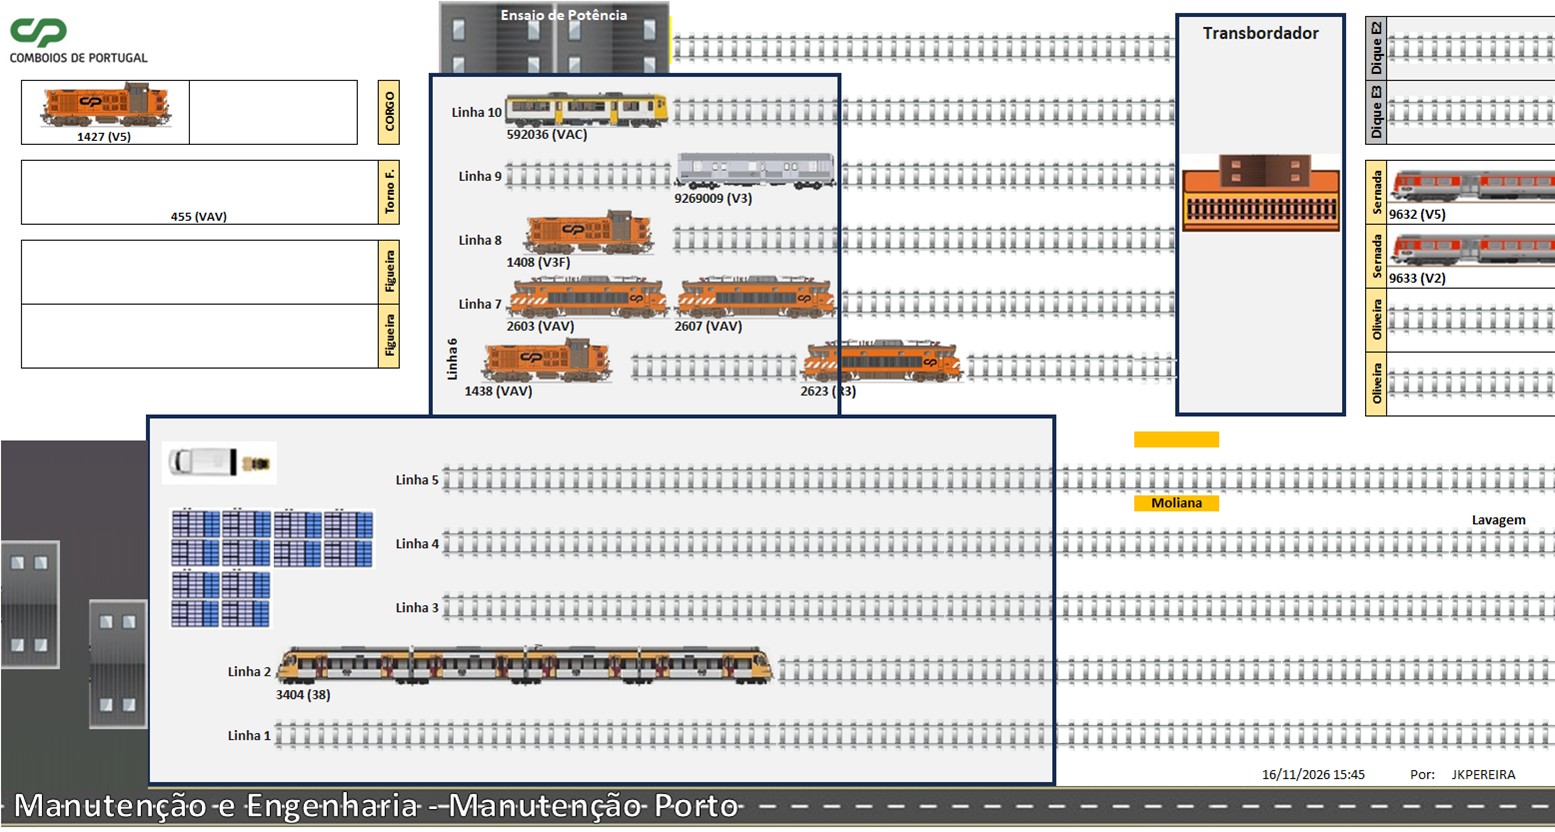 CP
COMBOIOS DE PORTUGAL
Ensaio de Potência
Transbordador
Dique E2
Dique E3
1427 (V5)
CORGO
455 (VAV)
Torno F.
Figueira
Figueira
Linha 10
592036 (VAC)
Linha 9
9269009 (V3)
Linha 8
1408 (V3F)
Linha 7
2603 (VAV)
2607 (VAV)
Linha 6
1438 (VAV)
2623 (R3)
Sernada
9632 (V5)
Sernada
9633 (V2)
Oliveira
Oliveira
Linha 5
Moliana
Lavagem
Linha 4
Linha 3
Linha 2
3404 (38)
Linha 1
16/11/2026 15:45 Por: JKPEREIRA
Manutenção e Engenharia - Manutenção Porto